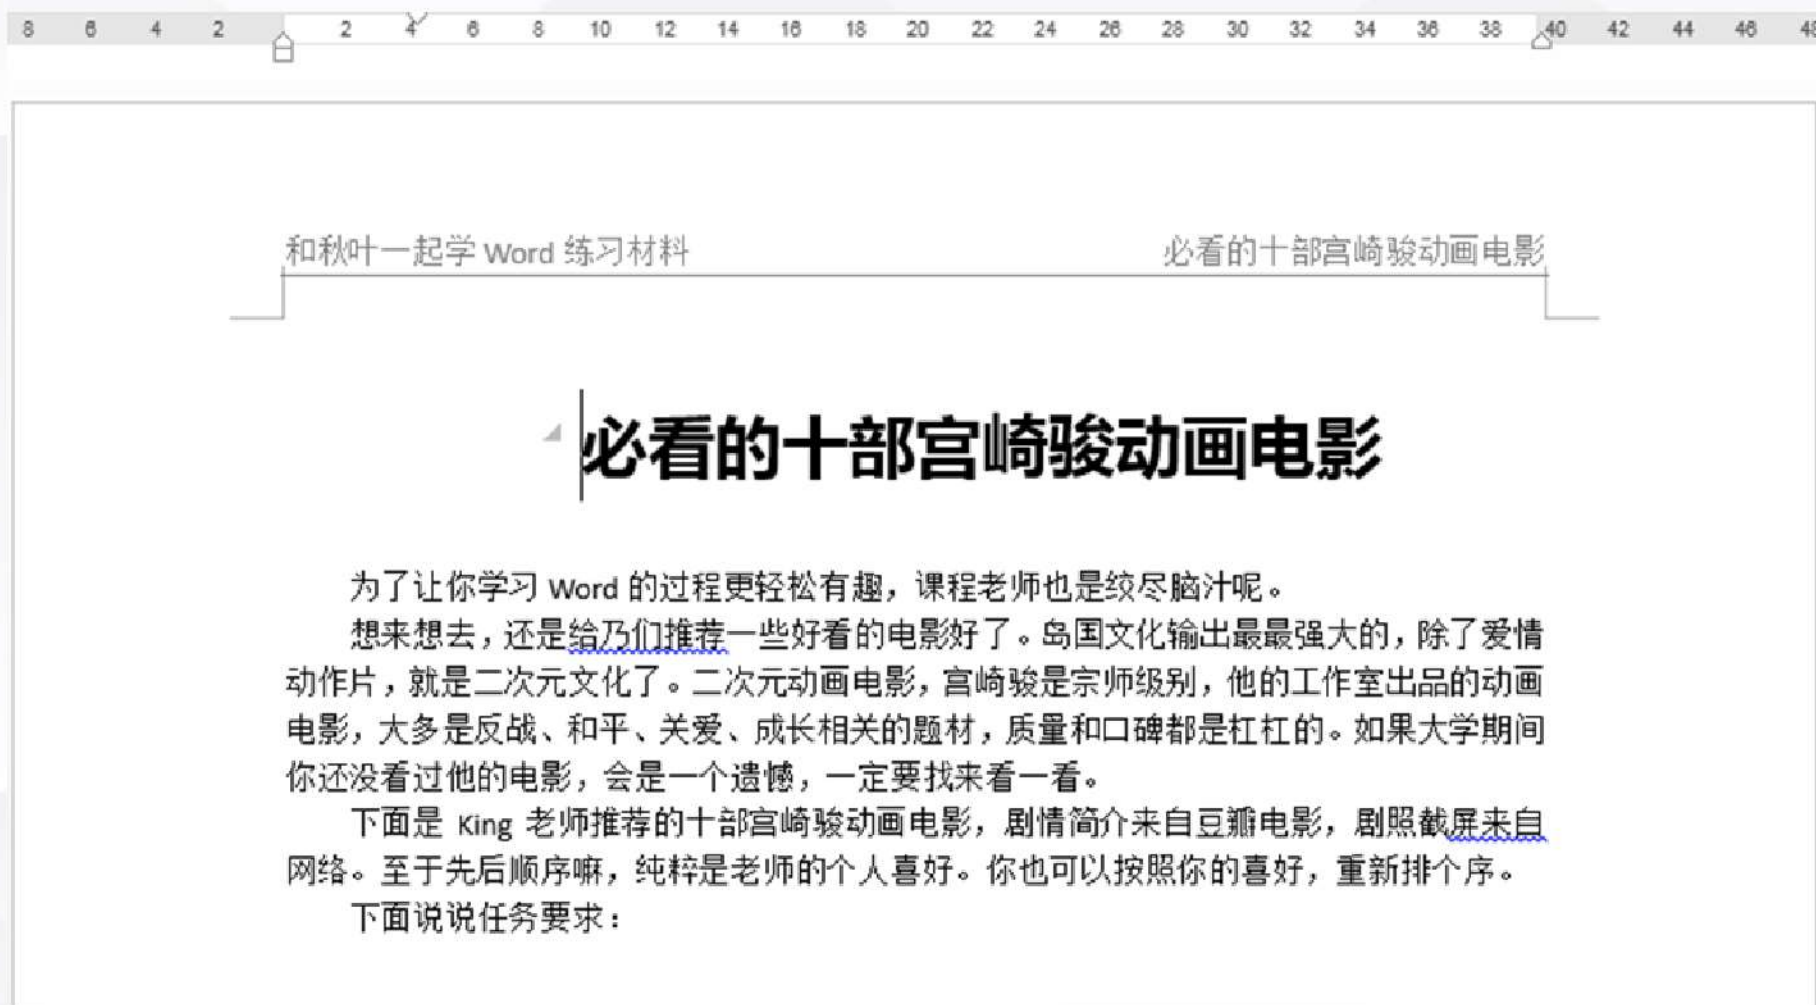 8 6 4 2 2 4 6 8 10 12 14 16 18 20 22 24 26 28 30 32 34 36 38 40 42 44 46 48
和秋叶一起学 Word 练习材料 必看的十部宫崎骏动画电影
必看的十部宫崎骏动画电影
为了让你学习 Word 的过程更轻松有趣，课程老师也是绞尽脑汁呢。
想来想去，还是给乃们推荐一些好看的电影好了。岛国文化输出最最强大的，除了爱情
动作片，就是二次元文化了。二次元动画电影，宫崎骏是宗师级别，他的工作室出品的动画
电影，大多是反战、和平、关爱、成长相关的题材，质量和口碑都是杠杠的。如果大学期间
你还没看过他的电影，会是一个遗憾，一定要找来看一看。
下面是 King 老师推荐的十部宫崎骏动画电影，剧情简介来自豆瓣电影，剧照截屏来自
网络。至于先后顺序嘛，纯粹是老师的个人喜好。你也可以按照你的喜好，重新排个序。
下面说说任务要求：